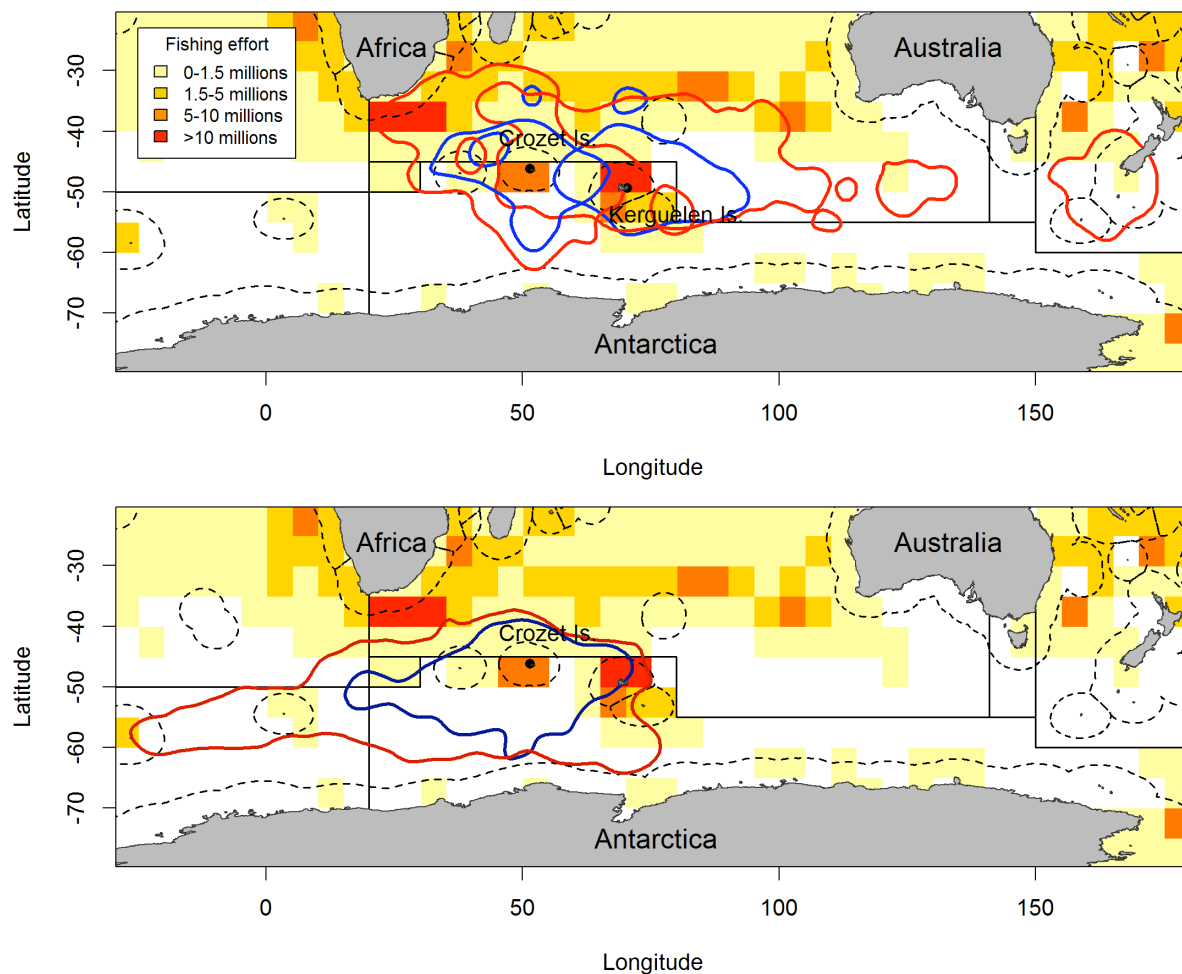 Africa
Australia
Fishing effort
0-1.5 millions
1.5-5 millions
5-10 millions
>10 millions
Crozet Is.
Kerguelen Is.
Antarctica
-30
-40
-50
-60
-70
Latitude
0
50
100
150
Longitude
Africa
Australia
Crozet Is.
Antarctica
-30
-40
-50
-60
-70
Latitude
0
50
100
150
Longitude